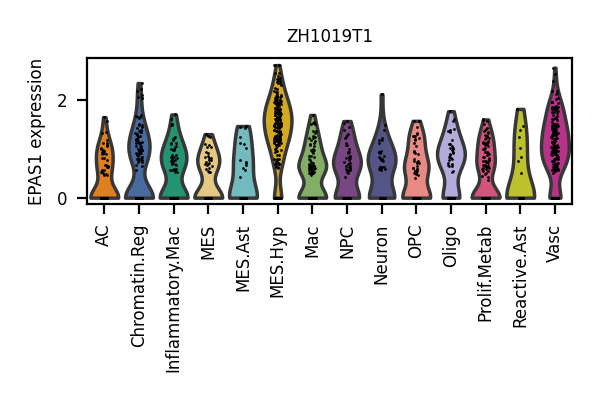 ZH1019T1
EPAS1 expression
2
0
AC
Chromatin.Reg
Inflammatory.Mac
MES
MES.Ast
MES.Hyp
Mac
NPC
Neuron
OPC
Oligo
Prolif.Metab
Reactive.Ast
Vasc